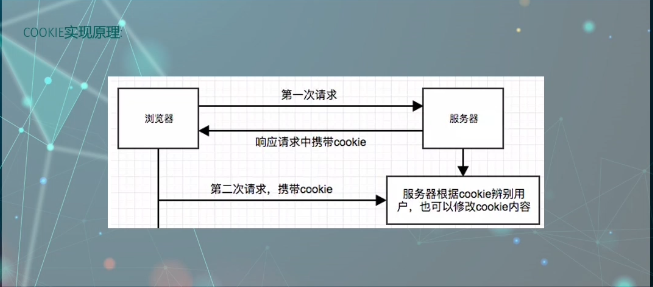 COOKIE实现原理:
第一次请求
浏览器
服务器
响应请求中携带cookie
第二次请求，携带cookie
服务器根据cookie辨别用
户，也可以修改cookie内容